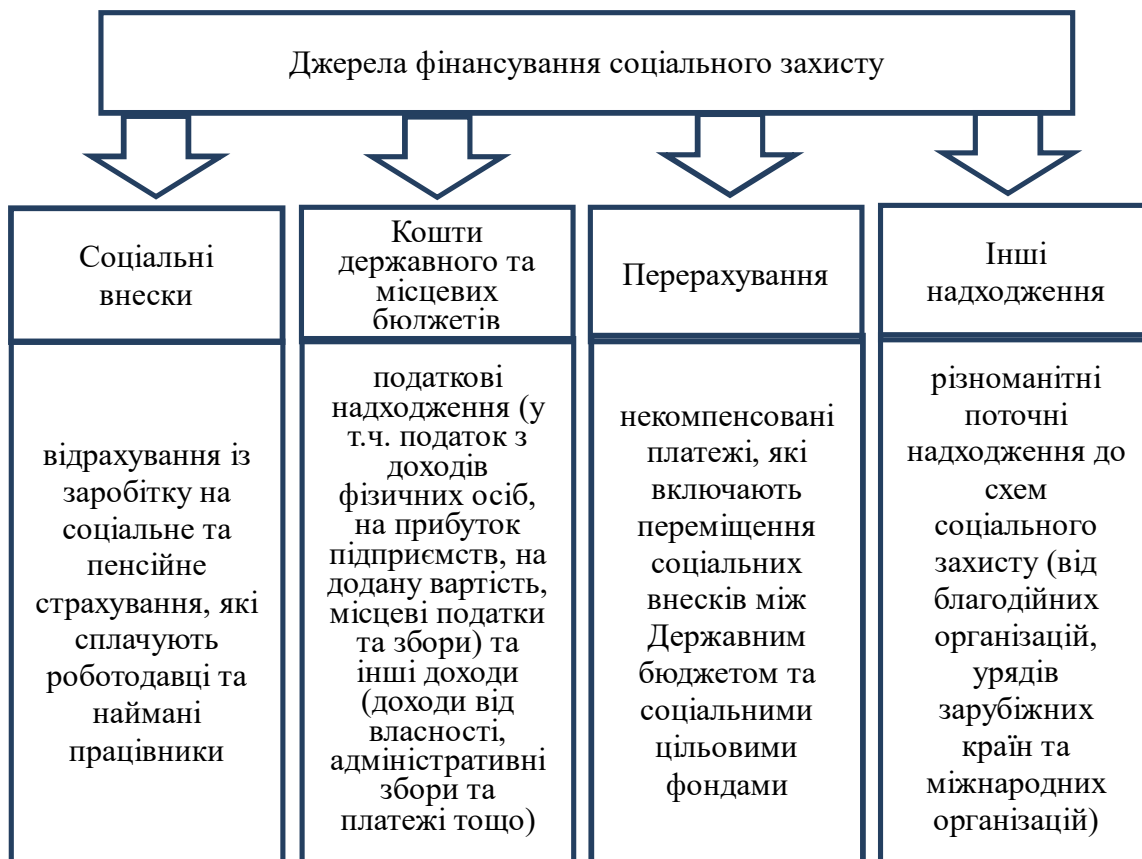 Джерела фінансування соціального захисту
Соціальні
внески
Кошти
державного та
місцевих
бюджетів
Перерахування
Інші
надходження
відрахування із
заробітку на
соціальне та
пенсійне
страхування, які
сплачують
роботодавці та
наймані
працівники
податкові
надходження (у
т.ч. податок з
доходів
фізичних осіб,
на прибуток
підприємств, на
додану вартість,
місцеві податки
та збори) та
інші доходи
(доходи від
власності,
адміністративні
збори та
платежі тощо)
некомпенсовані
платежі, які
включають
переміщення
соціальних
внесків між
Державним
бюджетом та
соціальними
цільовими
фондами
різноманітні
поточні
надходження до
схем
соціального
захисту (від
благодійних
організацій,
урядів
зарубіжних
країн та
міжнародних
організацій)